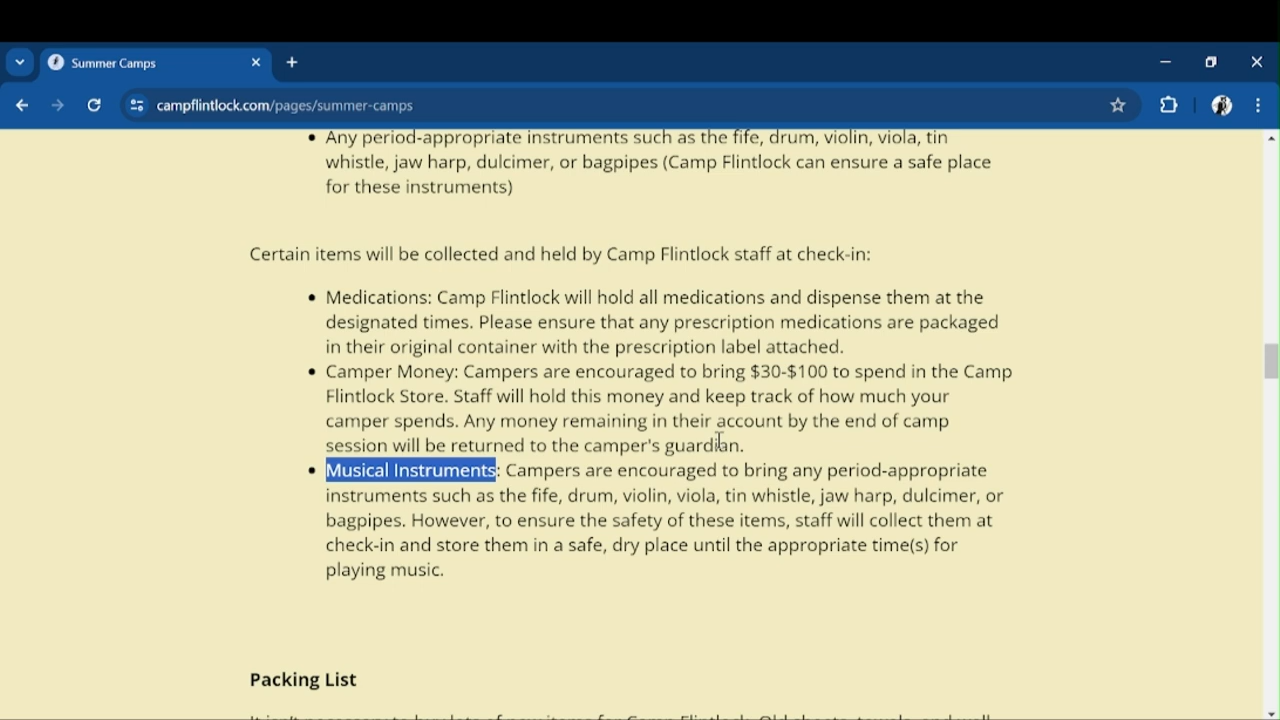 Summer Camps
campflintlock.com/pages/summer-camps
• Any period-appropriate instruments such as the fife, drum, violin, viola, tin
whistle, jaw harp, dulcimer, or bagpipes (Camp Flintlock can ensure a safe place
for these instruments)
Certain items will be collected and held by Camp Flintlock staff at check-in:
• Medications: Camp Flintlock will hold all medications and dispense them at the
designated times. Please ensure that any prescription medications are packaged
in their original container with the prescription label attached.
• Camper Money: Campers are encouraged to bring $30-$100 to spend in the Camp
Flintlock Store. Staff will hold this money and keep track of how much your
camper spends. Any money remaining in their account by the end of camp
session will be returned to the camper's guardian.
• Musical Instruments: Campers are encouraged to bring any period-appropriate
instruments such as the fife, drum, violin, viola, tin whistle, jaw harp, dulcimer, or
bagpipes. However, to ensure the safety of these items, staff will collect them at
check-in and store them in a safe, dry place until the appropriate time(s) for
playing music.
Packing List